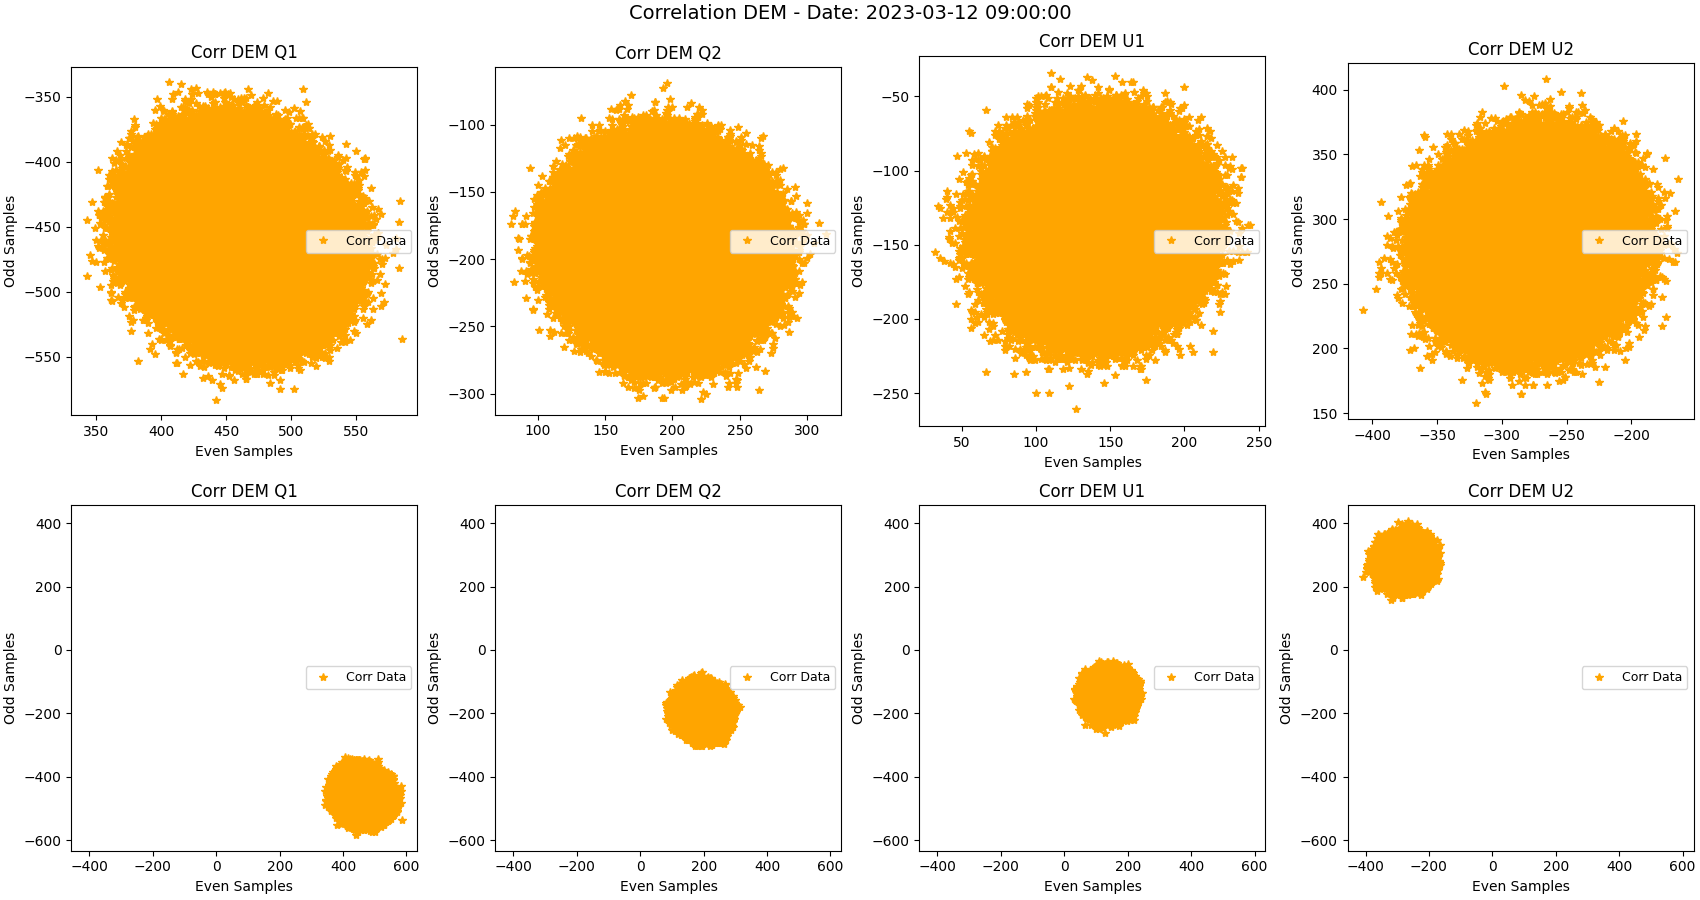 Correlation DEM - Date: 2023-03-12 09:00:00
Corr DEM Q1
Odd Samples
−350
−400
−450
−500
−550
Corr Data
350 400 450 500 550
Even Samples
Corr DEM Q2
Odd Samples
−100
−150
−200
−250
−300
Corr Data
100 150 200 250 300
Even Samples
Corr DEM U1
Odd Samples
−50
−100
−150
−200
−250
Corr Data
50 100 150 200 250
Even Samples
Corr DEM U2
Odd Samples
400
350
300
250
200
150
Corr Data
−400 −350 −300 −250 −200
Even Samples
Corr DEM Q1
Odd Samples
400
200
0
−200
−400
−600
Corr Data
−400 −200 0 200 400 600
Even Samples
Corr DEM Q2
Odd Samples
400
200
0
−200
−400
−600
Corr Data
−400 −200 0 200 400 600
Even Samples
Corr DEM U1
Odd Samples
400
200
0
−200
−400
−600
Corr Data
−400 −200 0 200 400 600
Even Samples
Corr DEM U2
Odd Samples
400
200
0
−200
−400
−600
Corr Data
−400 −200 0 200 400 600
Even Samples